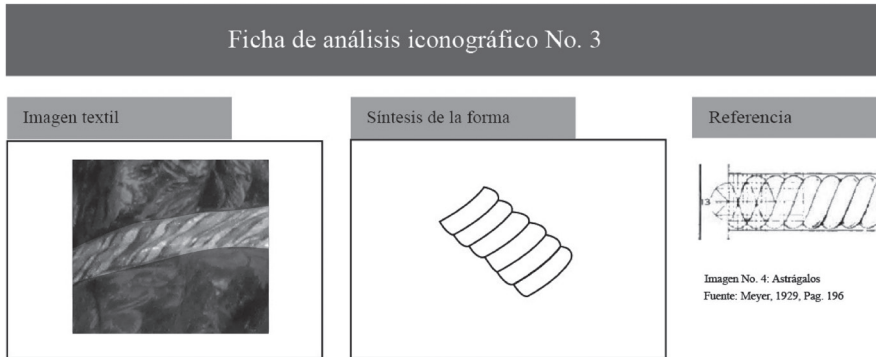 Ficha de análisis iconográfico No. 3
Imagen textil
Síntesis de la forma
Referencia
13
Imagen No. 4: Astrágalos
Fuente: Meyer, 1929, Pag. 196